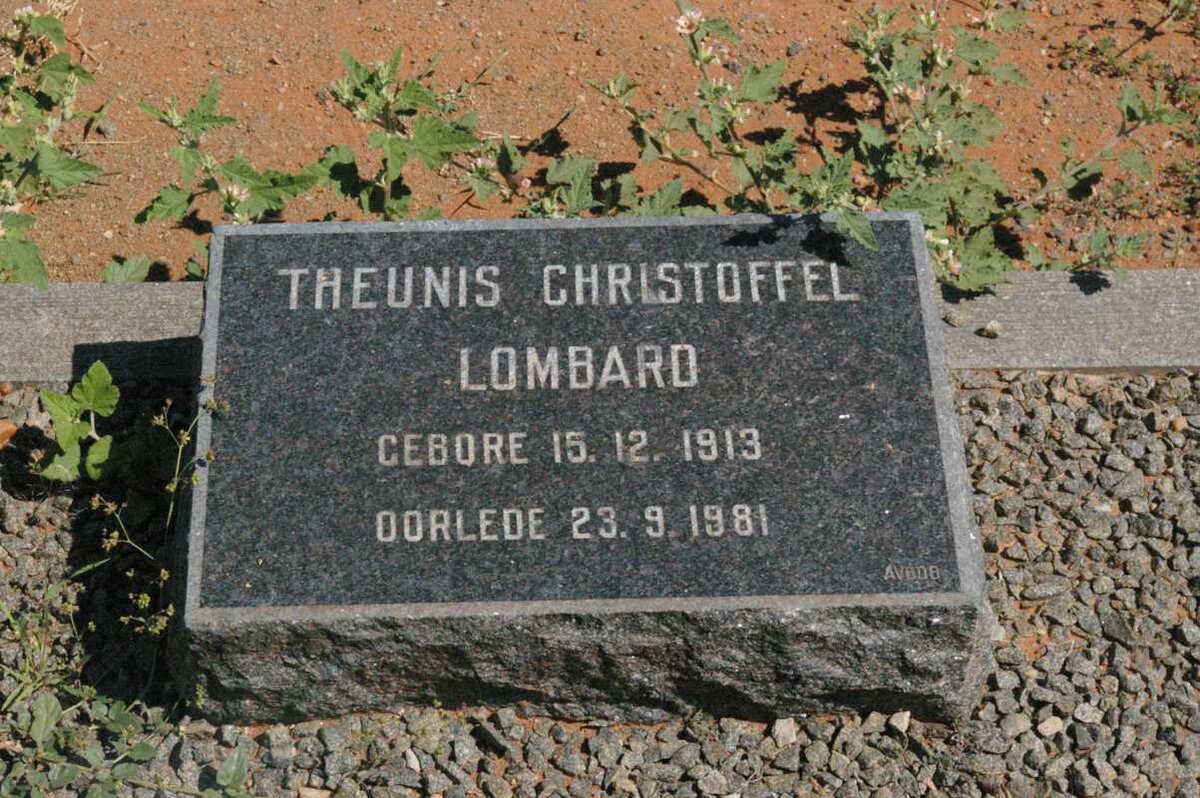 THEUNIS CHRISTOFFEL
LOMBARD
GEBORE 15. 12. 1913
OORLEDE 23. 9. 1981
AVBOB